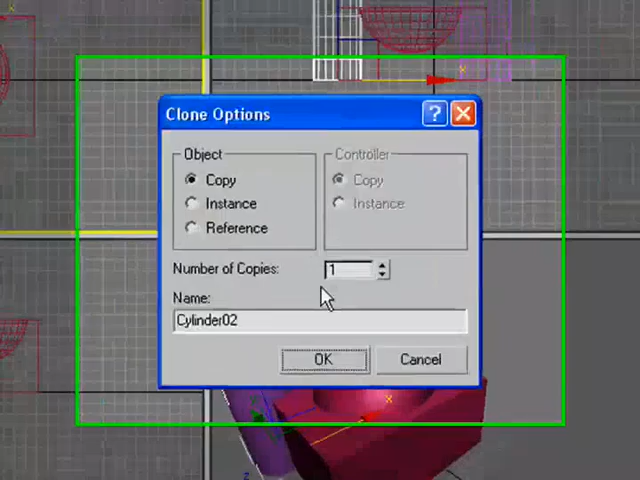 x
Clone Options
Object
Controller
Copy
Copy
Instance
Instance
Reference
Number of Copies:
1
Name:
Cylinder02
OK
Cancel
x